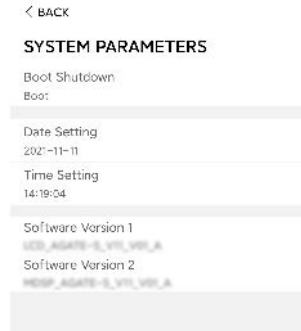 < BACK
SYSTEM PARAMETERS
Boot Shutdown
Boot
Date Setting
2021-11-11
Time Setting
14:19:04
Software Version 1
LCD_AGATE-S_V11_V01_A
Software Version 2
MDSP_AGATE-S_V11_V01_A